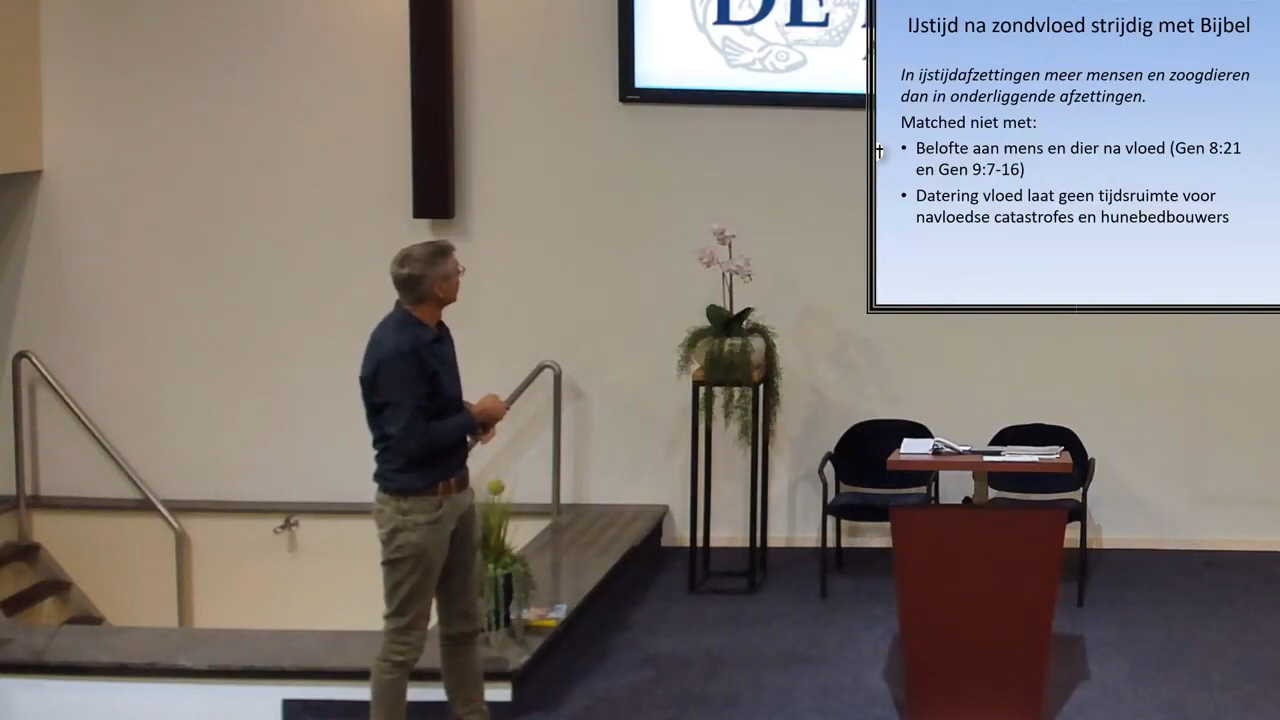 DE
IJstijd na zondvloed strijdig met Bijbel
In ijstijdafzettingen meer mensen en zoogdieren
dan in onderliggende afzettingen.
Matched niet met:
• Belofte aan mens en dier na vloed (Gen 8:21
en Gen 9:7-16)
• Datering vloed laat geen tijdsruimte voor
navloedse catastrofes en hunebedbouwers